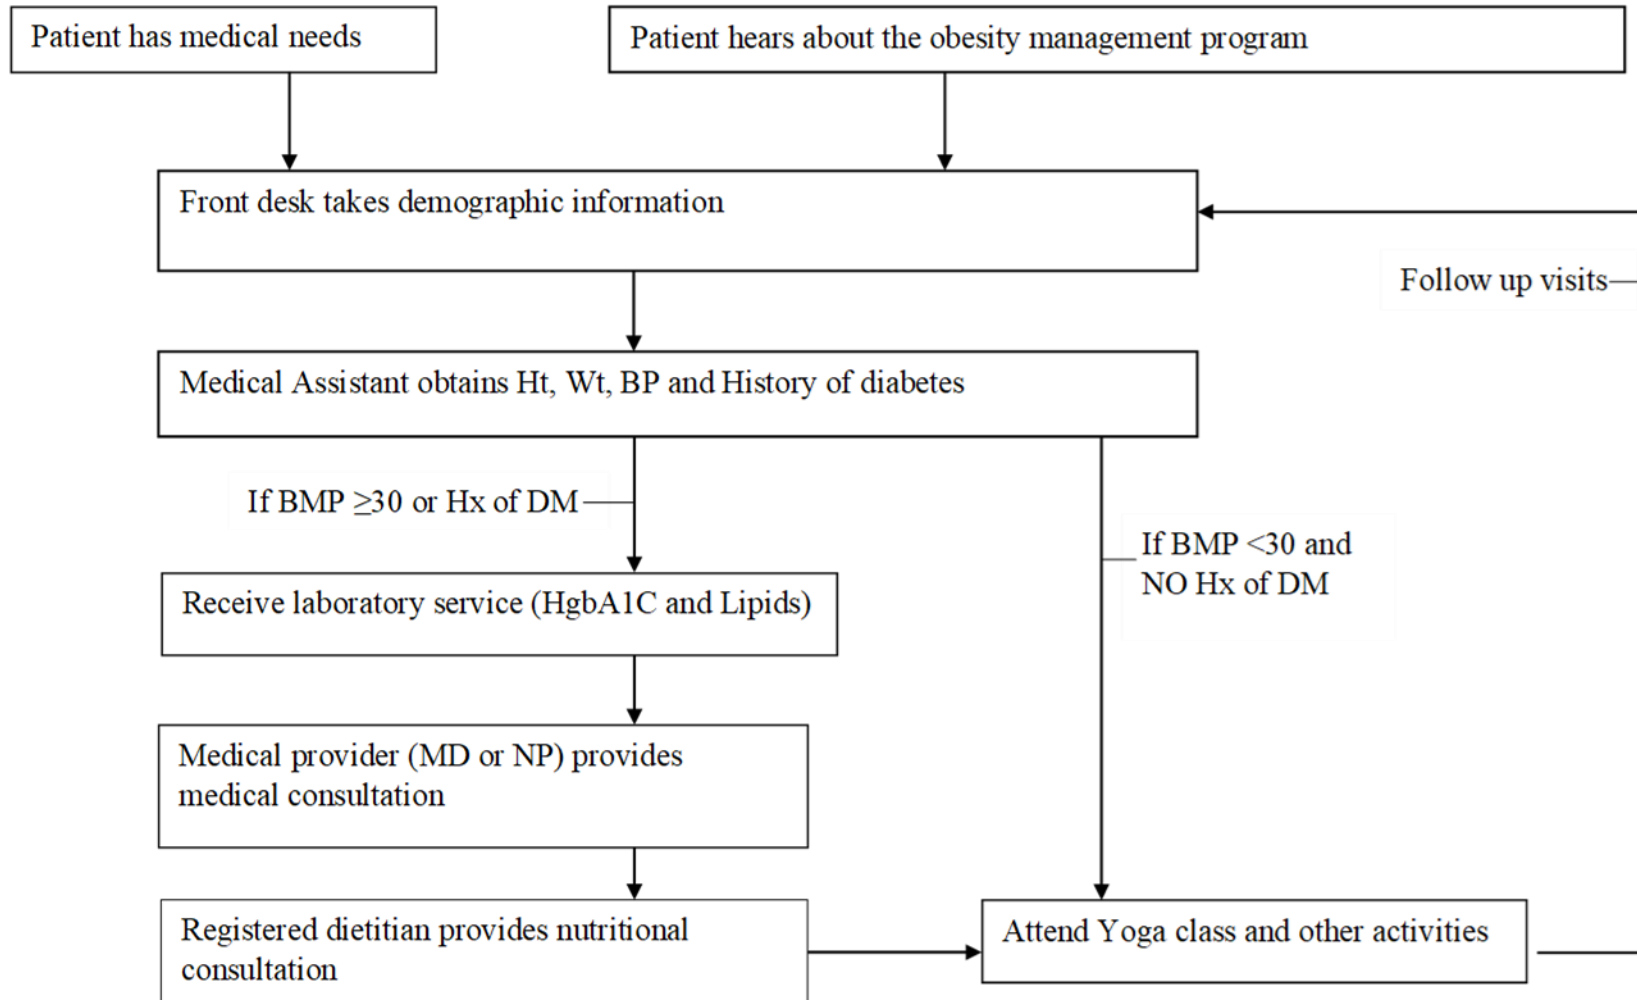 Patient has medical needs
Patient hears about the obesity management program
Front desk takes demographic information
Follow up visits
Medical Assistant obtains Ht, Wt, BP and History of diabetes
If BMP ≥30 or Hx of DM
If BMP <30 and
NO Hx of DM
Receive laboratory service (HgbA1C and Lipids)
Medical provider (MD or NP) provides
medical consultation
Registered dietitian provides nutritional
consultation
Attend Yoga class and other activities